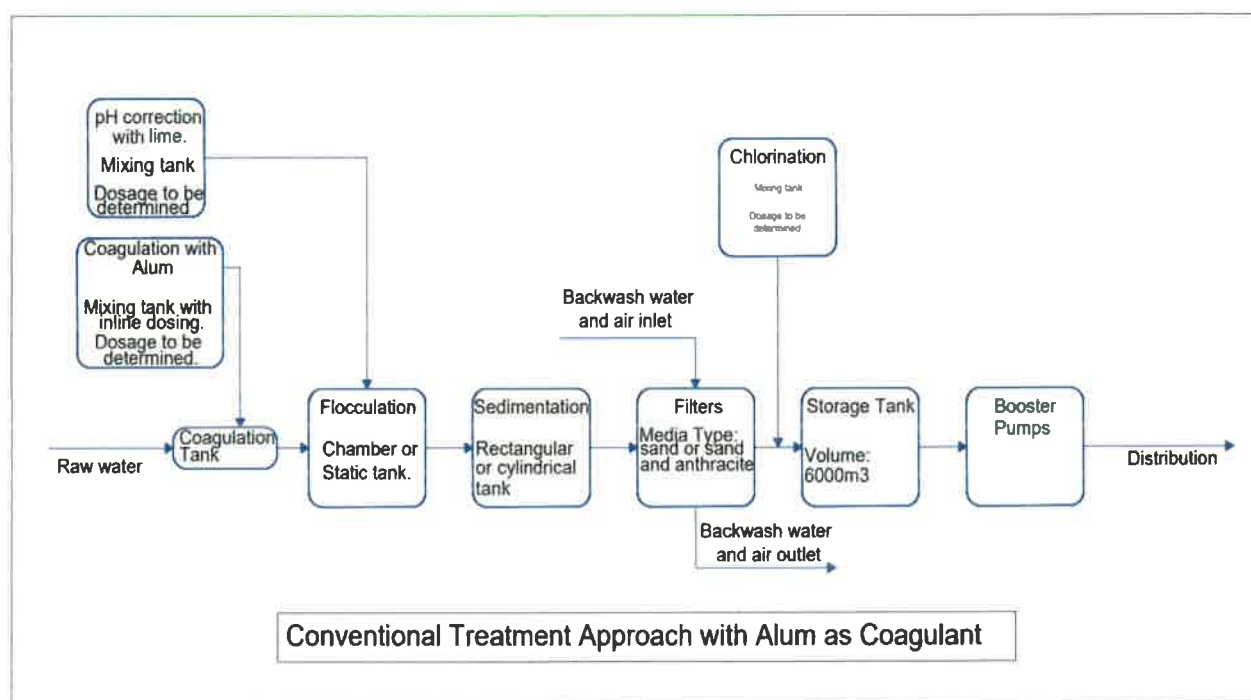 pH correction
with lime.
Mixing tank
Dosage to be
determined
Coagulation with
Alum
Mixing tank with
inline dosing.
Dosage to be
determined.
Chlorination
Mixing tank
Dosage to be
determined
Backwash water
and air inlet
Raw water
Coagulation
Tank
Flocculation
Chamber or
Static tank.
Sedimentation
Rectangular
or cylindrical
tank
Filters
Media Type:
sand or sand
and anthracite
Storage Tank
Volume:
6000m3
Booster
Pumps
Distribution
Backwash water
and air outlet
Conventional Treatment Approach with Alum as Coagulant